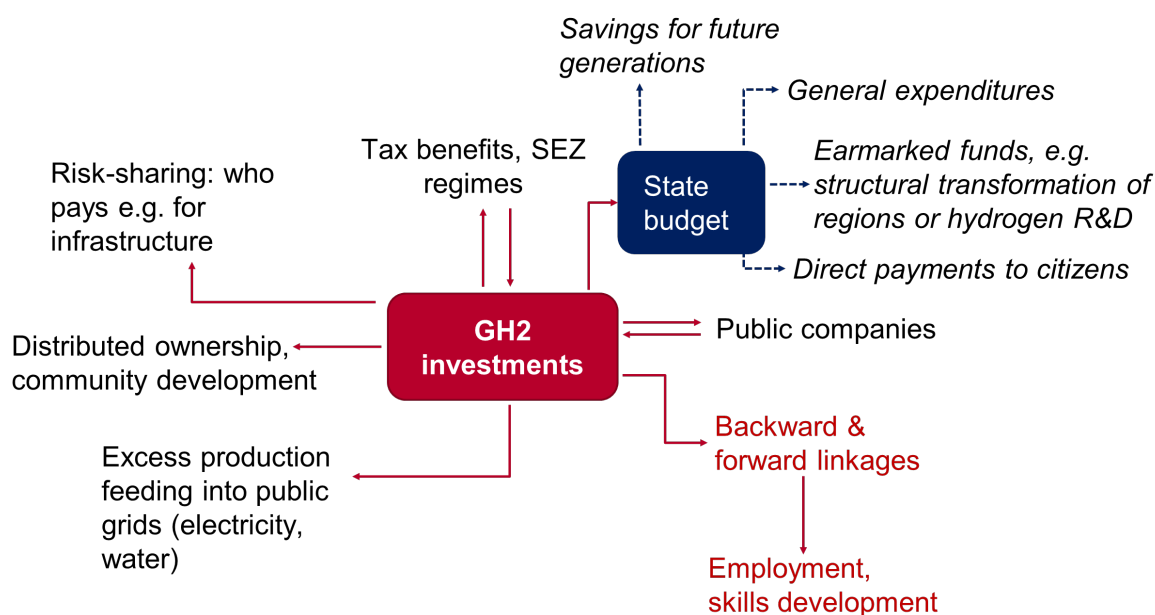 Savings for future
generations
General expenditures
Tax benefits, SEZ
regimes
State
budget
Earmarked funds, e.g.
structural transformation of
regions or hydrogen R&D
Risk-sharing: who
pays e.g. for
infrastructure
Direct payments to citizens
GH2
investments
Public companies
Distributed ownership,
community development
Backward &
forward linkages
Excess production
feeding into public
grids (electricity,
water)
Employment,
skills development